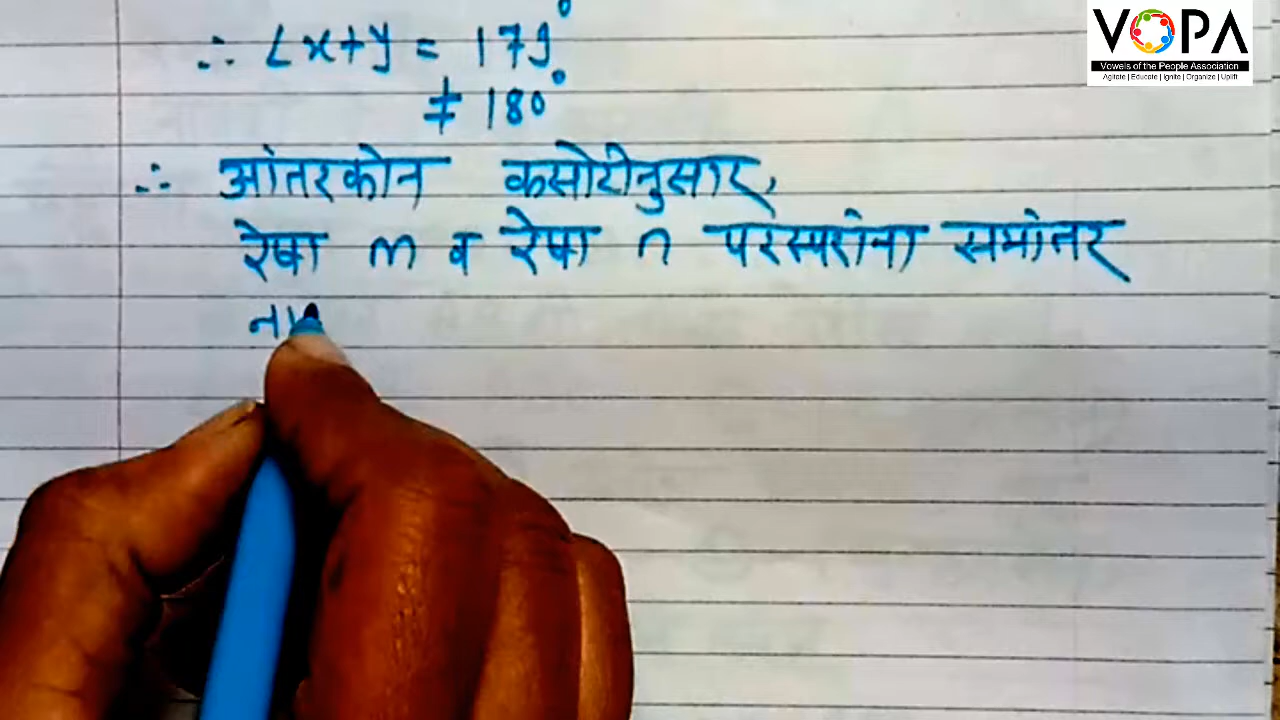 ∴ ∠x+y = 179°
≠ 180°
∴ आंतरकोन कसोटीनुसार,
रेषा m व रेषा n परस्परांना समांतर
ना
VOPA
Vowels of the People Association
Agitate | Educate | Ignite | Organize | Uplift